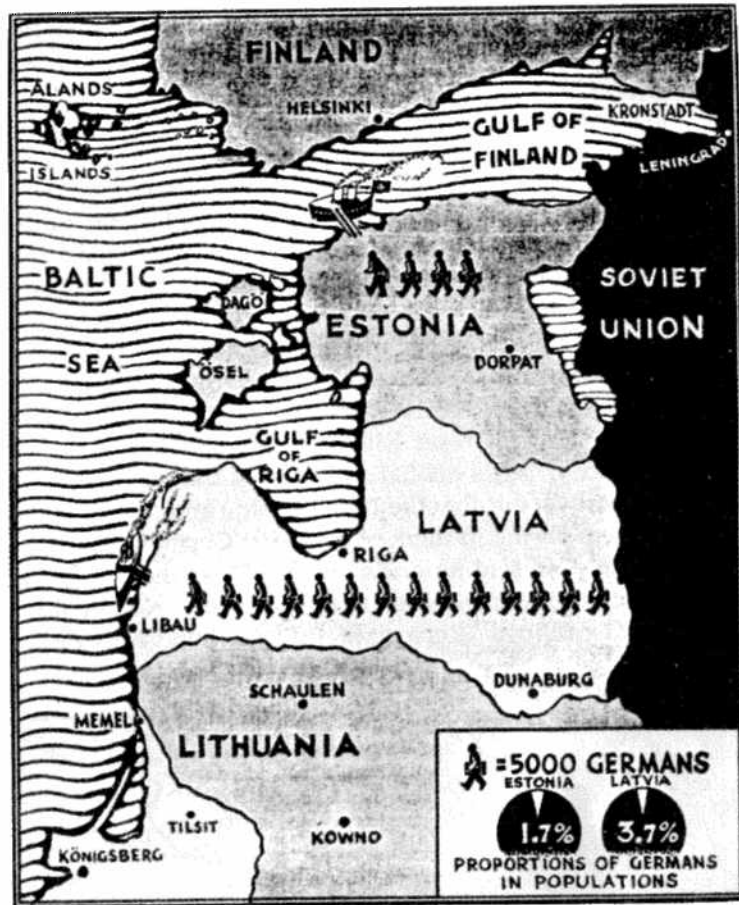 FINLAND
ÅLANDS
HELSINKI
KRONSTADT
GULF OF
FINLAND
ISLANDS
LENINGRAD
BALTIC
SEA
SOVIET
UNION
DAGÖ
ESTONIA
DORPAT
ÖSEL
GULF
OF
RIGA
LATVIA
RIGA
LIBAU
DUNABURG
SCHAULEN
MEMEL
LITHUANIA
TILSIT
KOWNO
KÖNIGSBERG
=5000 GERMANS
ESTONIA LATVIA
1.7% 3.7%
PROPORTIONS OF GERMANS
IN POPULATIONS